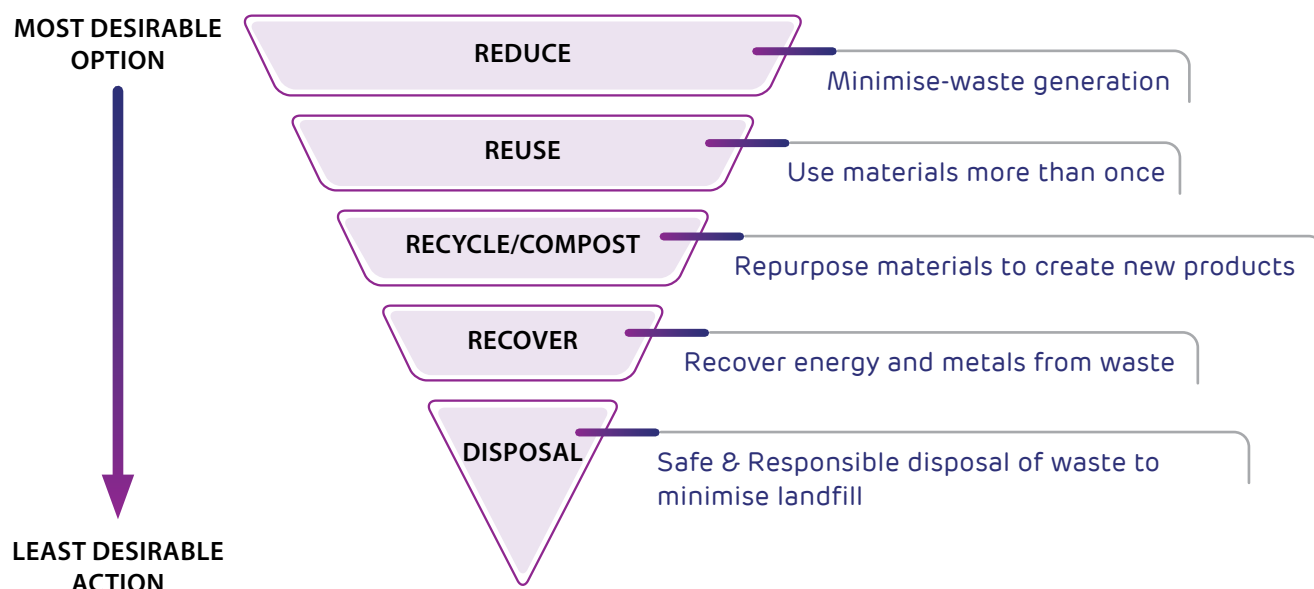 MOST DESIRABLE
OPTION
REDUCE
Minimise-waste generation
REUSE
Use materials more than once
RECYCLE/COMPOST
Repurpose materials to create new products
RECOVER
Recover energy and metals from waste
DISPOSAL
Safe & Responsible disposal of waste to
minimise landfill
LEAST DESIRABLE
ACTION